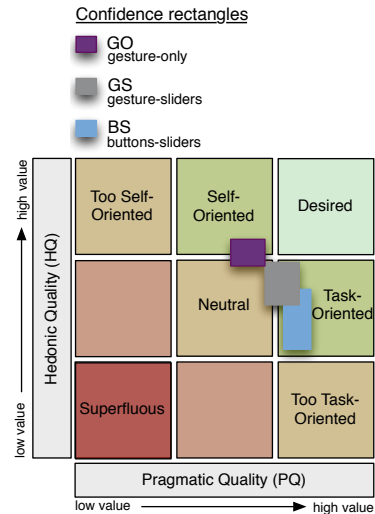 Confidence rectangles
GO
gesture-only
GS
gesture-sliders
BS
buttons-sliders
high value
Hedonic Quality (HQ)
low value
Too Self-
Oriented
Self-
Oriented
Desired
Neutral
Task-
Oriented
Superfluous
Too Task-
Oriented
Pragmatic Quality (PQ)
low value
high value